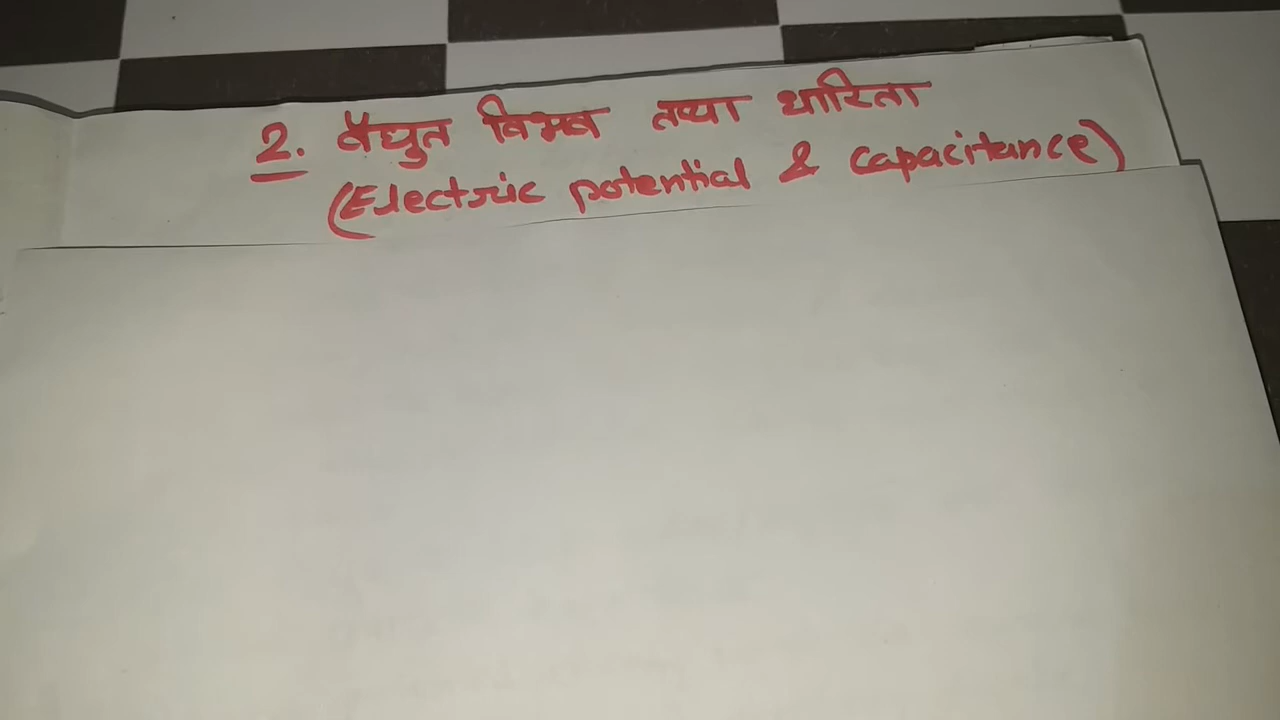 2. वैद्युत विभव तथा धारिता
(Electric potential & capacitance)